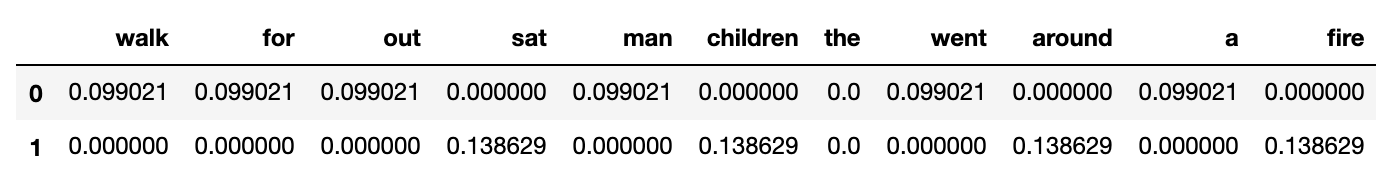 walk for out sat man children the went around a fire
0 0.099021 0.099021 0.099021 0.000000 0.099021 0.000000 0.0 0.099021 0.000000 0.099021 0.000000
1 0.000000 0.000000 0.000000 0.138629 0.000000 0.138629 0.0 0.000000 0.138629 0.000000 0.138629